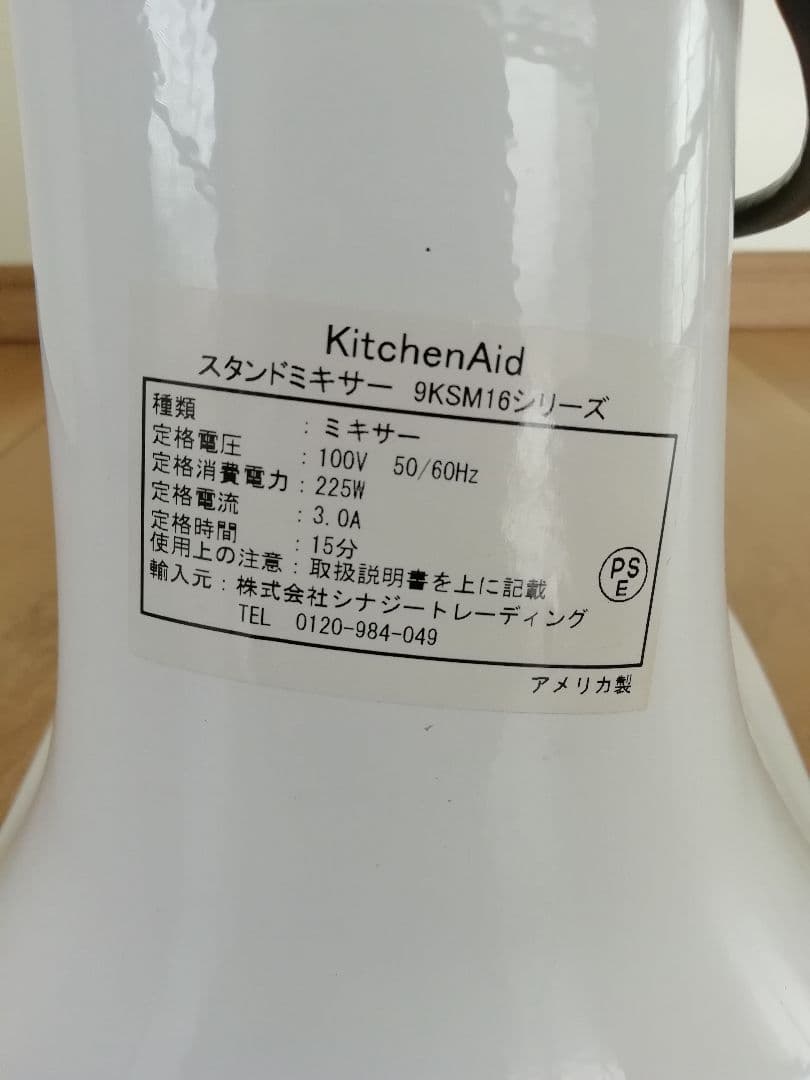 KitchenAid
スタンドミキサー 9KSM16シリーズ
種類 : ミキサー
定格電圧 : 100V 50/60Hz
定格消費電力 : 225W
定格電流 : 3.0A
定格時間 : 15分
使用上の注意 : 取扱説明書を上に記載
輸入元 : 株式会社シナジートレーディング
TEL 0120-984-049
PS
E
アメリカ製